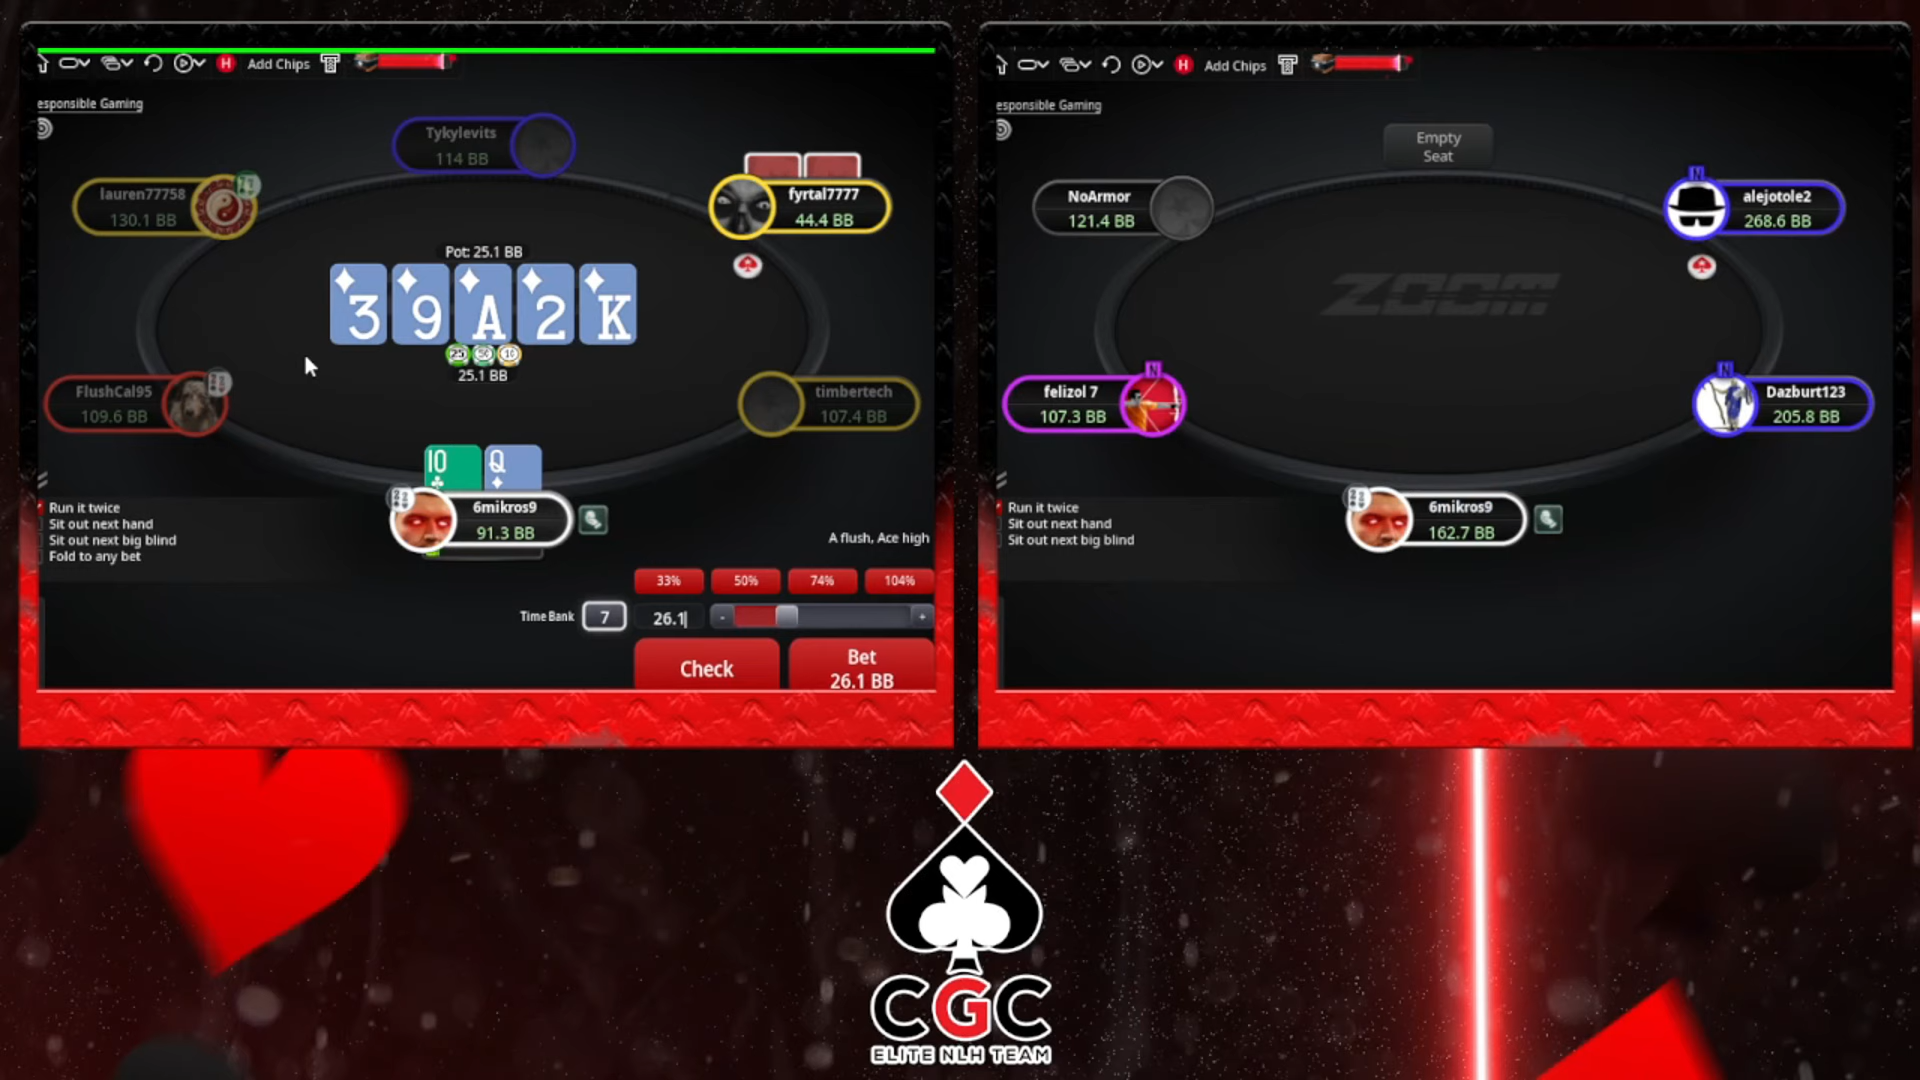 Add Chips
esponsible Gaming
Tykylevits
114 BB
lauren77758
130.1 BB
fyrtal7777
44.4 BB
Pot: 25.1 BB
3 9 A 2 K
25 50 10
25.1 BB
FlushCal95
109.6 BB
timbertech
107.4 BB
10 Q
6mikros9
91.3 BB
Run it twice
Sit out next hand
Sit out next big blind
Fold to any bet
A flush, Ace high
33% 50% 74% 104%
Time Bank 7 26.1 - +
Check
Bet
26.1 BB
H Add Chips
esponsible Gaming
Empty
Seat
NoArmor
121.4 BB
N
alejotole2
268.6 BB
ZOOM
N
felizol 7
107.3 BB
N
Dazburt123
205.8 BB
6mikros9
162.7 BB
Run it twice
Sit out next hand
Sit out next big blind
CGC
ELITE NLH TEAM